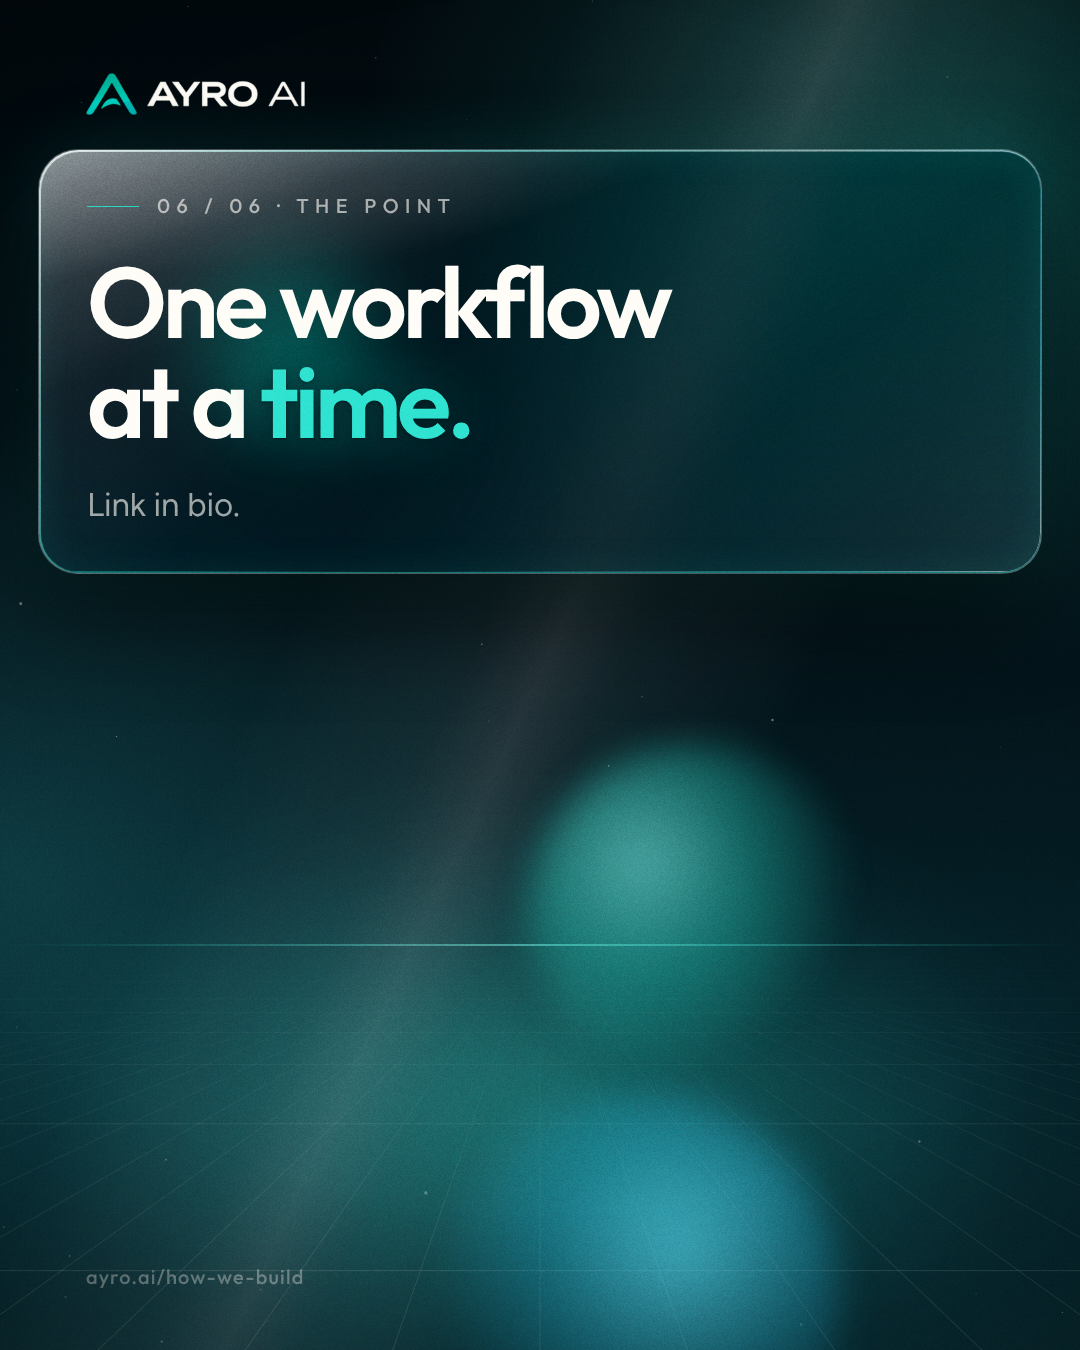 AYRO AI
06 / 06 · THE POINT
One workflow
at a time.
Link in bio.
ayro.ai/how-we-build